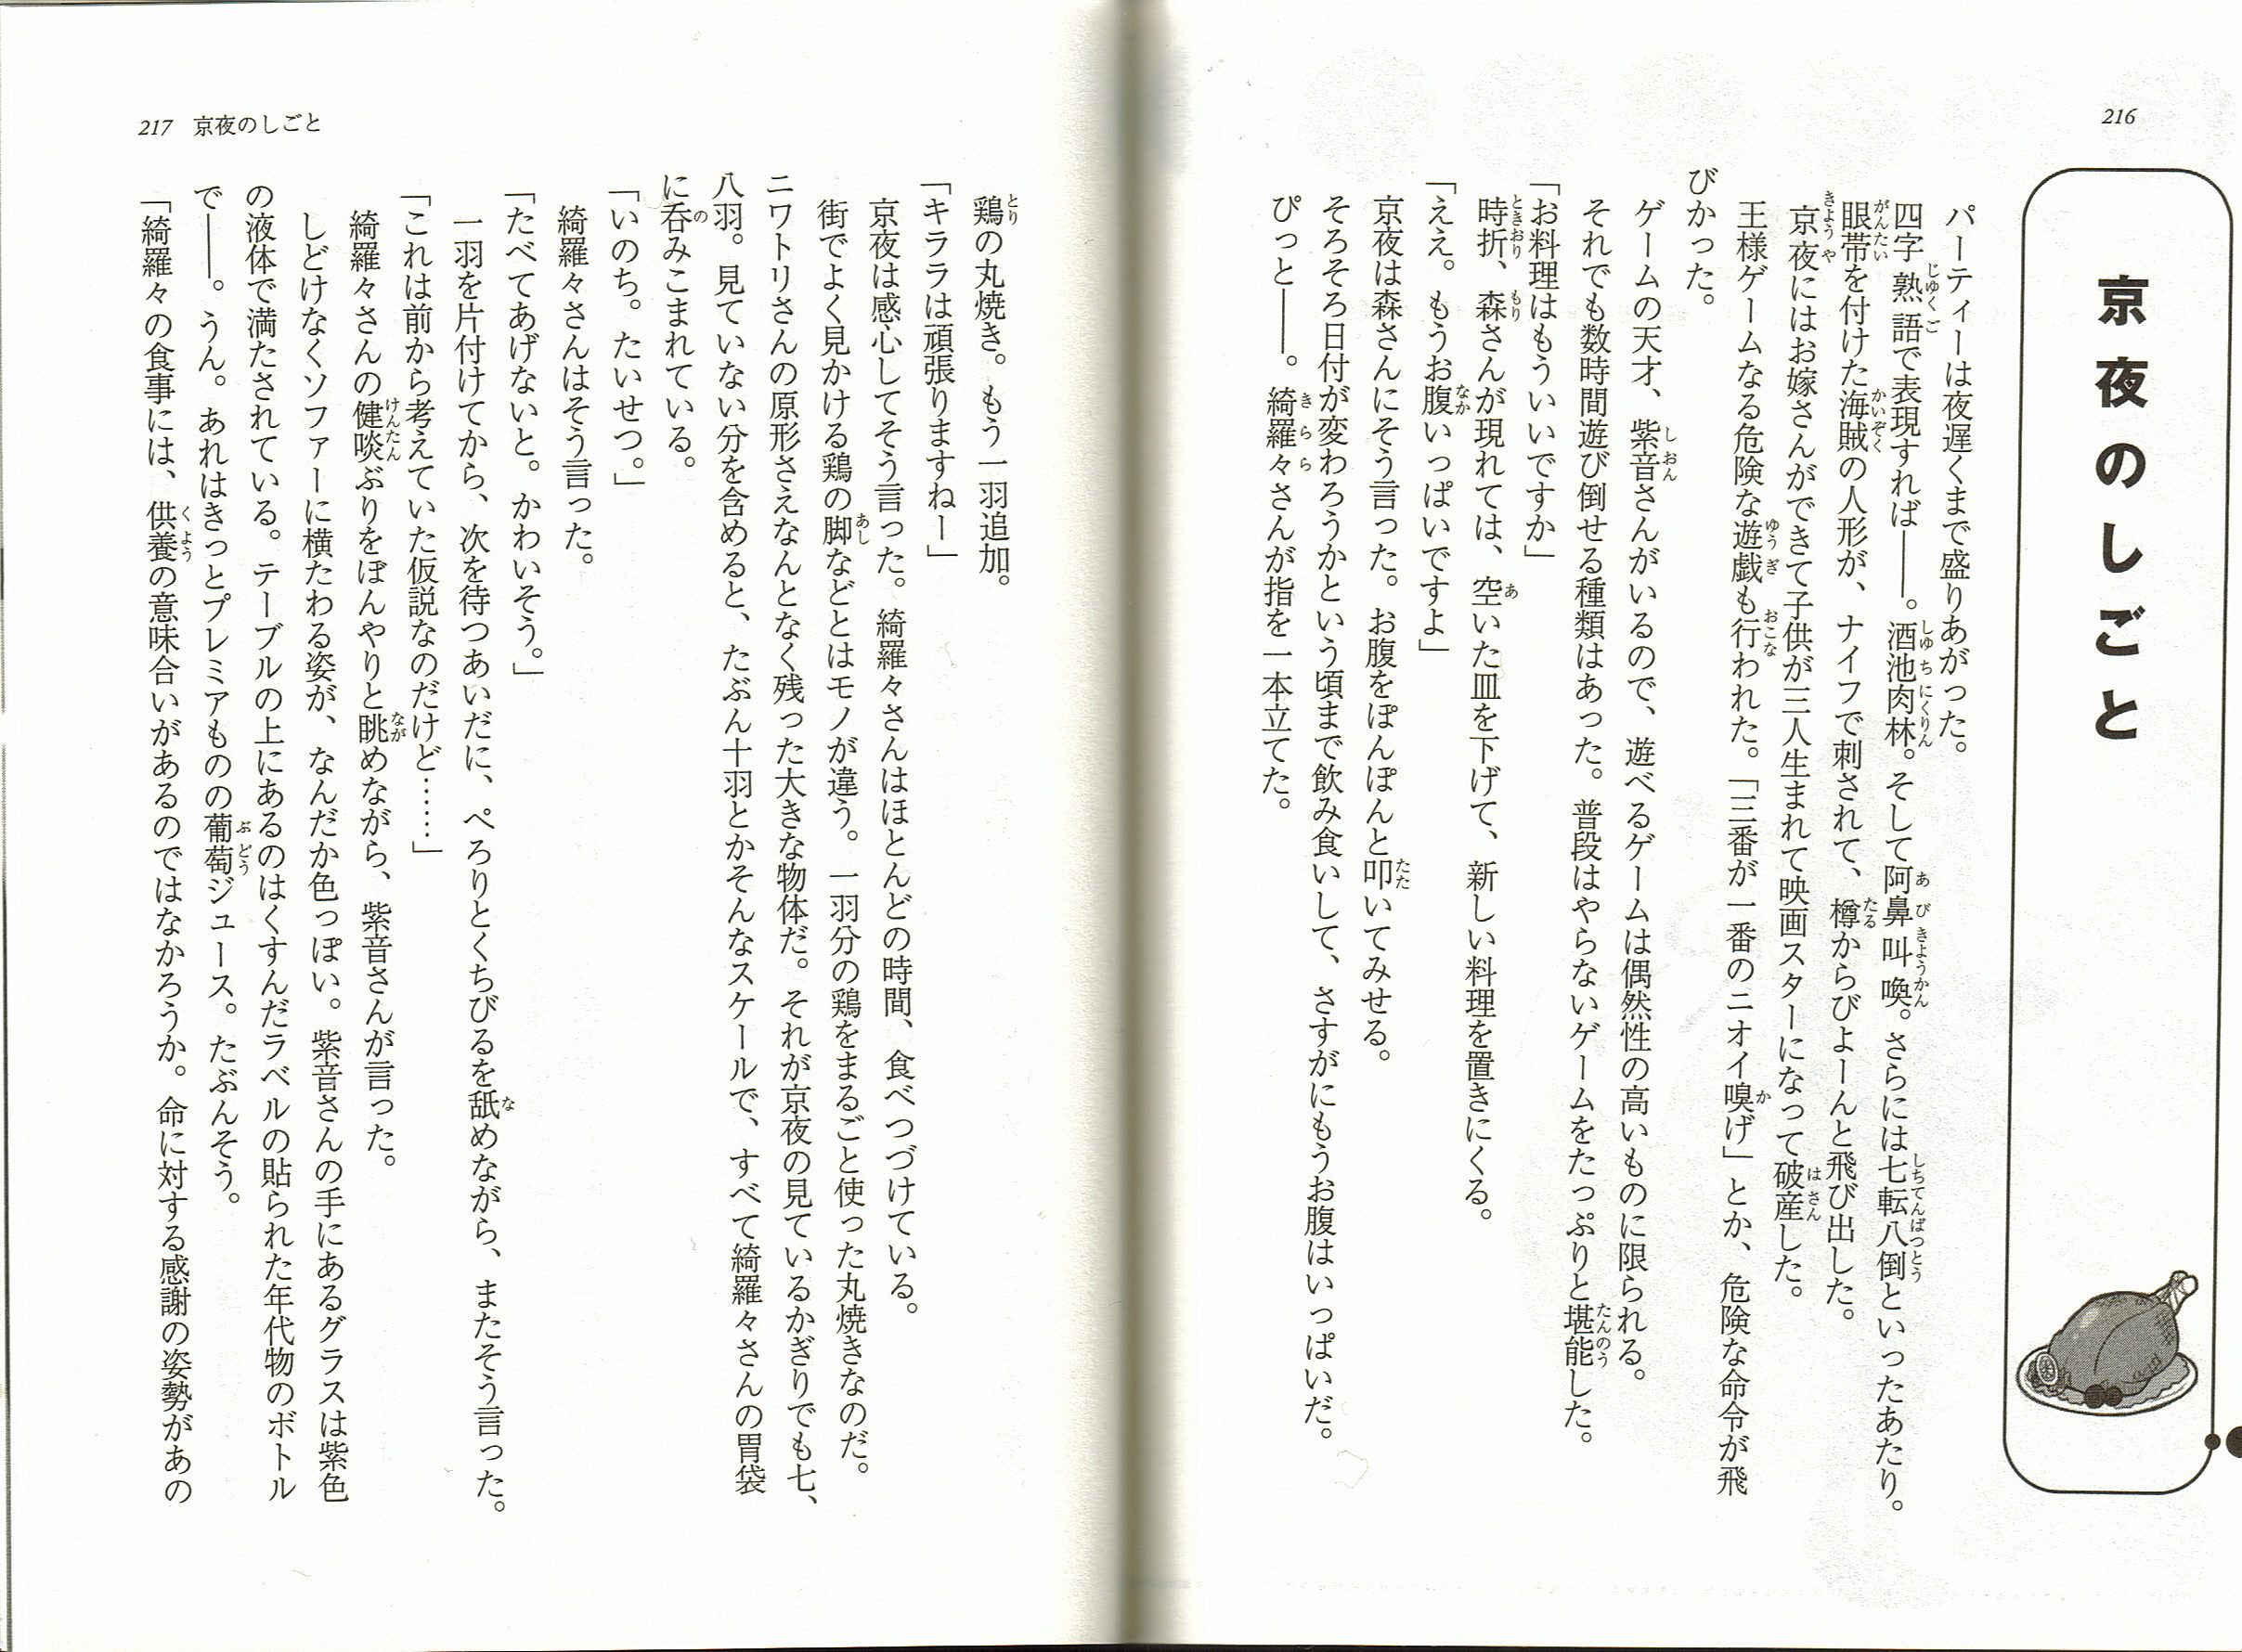 216
京夜のしごと
パーティーは夜遅くまで盛りあがった。
四字熟語で表現すれば――。酒池肉林。そして阿鼻叫喚。さらには七転八倒といったあたり。
眼帯を付けた海賊の人形が、ナイフで刺されて、樽からびよーんと飛び出した。
京夜にはお嫁さんができて子供が三人生まれて映画スターになって破産した。
王様ゲームなる危険な遊戯も行われた。「三番が一番のニオイ嗅げ」とか、危険な命令が飛
びかった。
ゲームの天才、紫音さんがいるので、遊べるゲームは偶然性の高いものに限られる。
それでも数時間遊び倒せる種類はあった。普段はやらないゲームをたっぷりと堪能した。
「お料理はもういいですか」
時折、森さんが現れては、空いた皿を下げて、新しい料理を置きにくる。
「ええ。もうお腹いっぱいですよ」
京夜は森さんにそう言った。お腹をぽんぽんと叩いてみせる。
そろそろ日付が変わろうかという頃まで飲み食いして、さすがにもうお腹はいっぱいだ。
ぴっと――。綺羅々さんが指を一本立てた。
鶏の丸焼き。もう一羽追加。
「キララは頑張りますねー」
京夜は感心してそう言った。綺羅々さんはほとんどの時間、食べつづけている。
街でよく見かける鶏の脚などとはモノが違う。一羽分の鶏をまるごと使った丸焼きなのだ。
ニワトリさんの原形さえなんとなく残った大きな物体だ。それが京夜の見ているかぎりでも七、
八羽。見ていない分を含めると、たぶん十羽とかそんなスケールで、すべて綺羅々さんの胃袋
に呑みこまれている。
「いのち。たいせつ。」
綺羅々さんはそう言った。
「たべてあげないと。かわいそう。」
一羽を片付けてから、次を待つあいだに、ぺろりとくちびるを舐めながら、またそう言った。
「これは前から考えていた仮説なのだけど……」
綺羅々さんの健啖ぶりをぼんやりと眺めながら、紫音さんが言った。
しどけなくソファーに横たわる姿が、なんだか色っぽい。紫音さんの手にあるグラスは紫色
の液体で満たされている。テーブルの上にあるのはくすんだラベルの貼られた年代物のボトル
で――。うん。あれはきっとプレミアものの葡萄ジュース。たぶんそう。
「綺羅々の食事には、供養の意味合いがあるのではなかろうか。命に対する感謝の姿勢があの
217 京夜のしごと